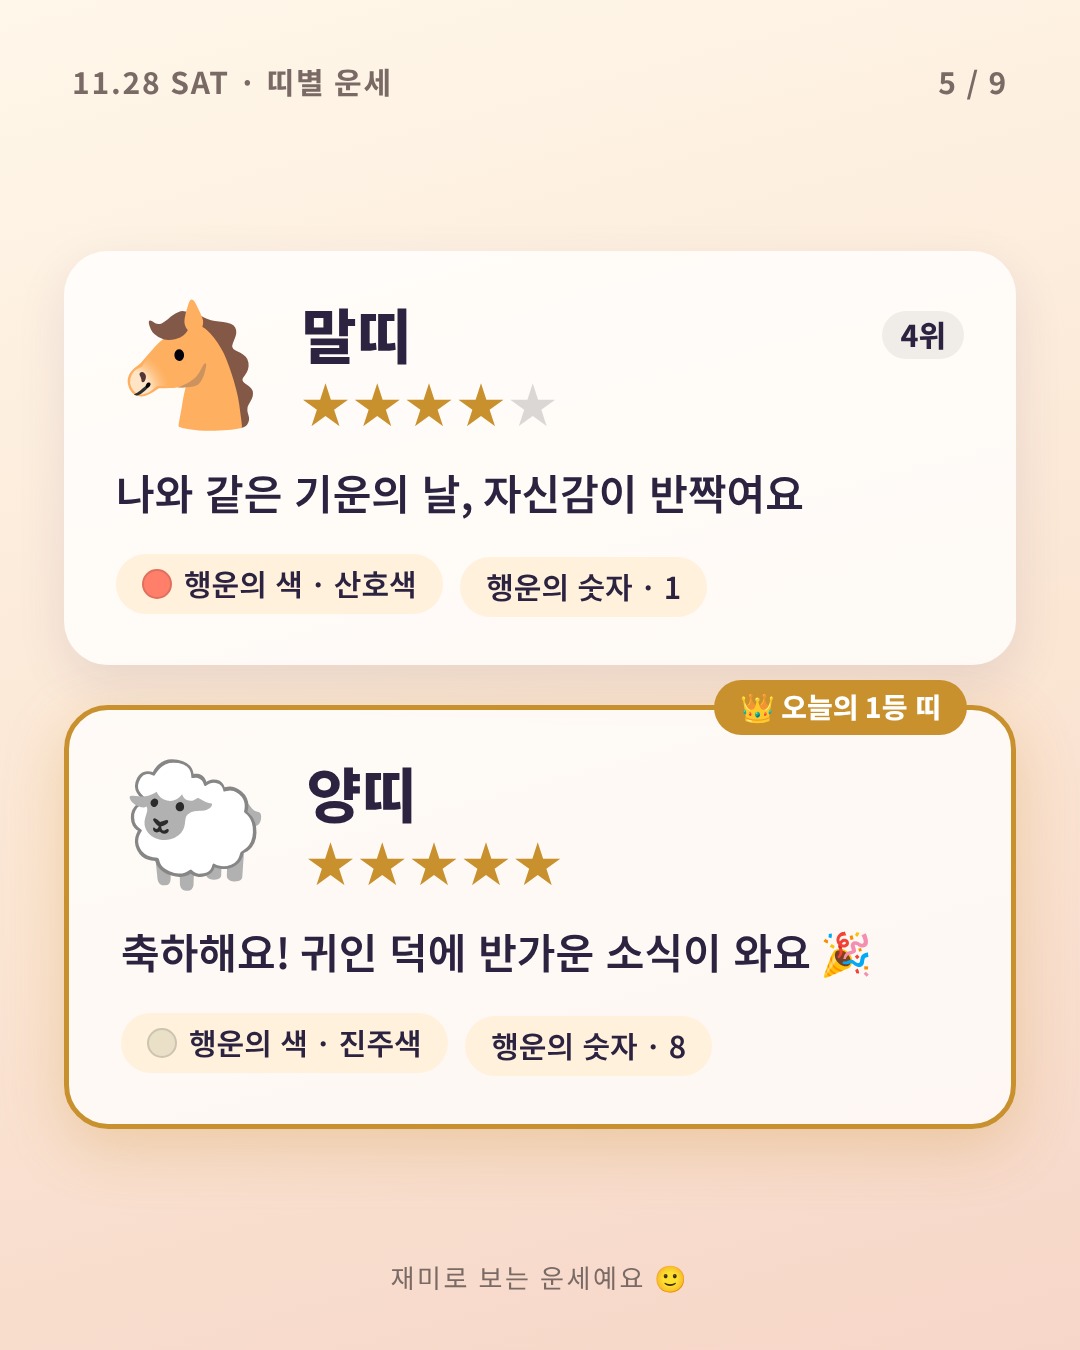 11.28 SAT · 띠별 운세
5 / 9
말띠
4위
★★★★★
나와 같은 기운의 날, 자신감이 반짝여요
행운의 색 · 산호색
행운의 숫자 · 1
👑 오늘의 1등 띠
양띠
★★★★★
축하해요! 귀인 덕에 반가운 소식이 와요 🎉
행운의 색 · 진주색
행운의 숫자 · 8
재미로 보는 운세예요 🙂